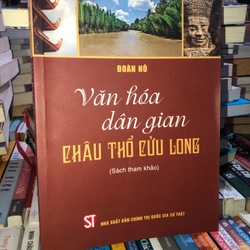 ĐOÀN NÔ
Văn hóa
dân gian
CHÂU THỔ CỬU LONG
(Sách tham khảo)
ST
NHÀ XUẤT BẢN CHÍNH TRỊ QUỐC GIA SỰ THẬT